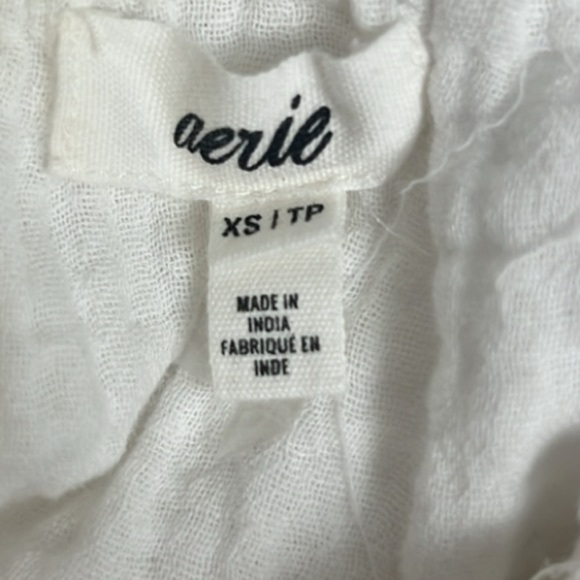 aerie
XS / TP
MADE IN
INDIA
FABRIQUÉ EN
INDE